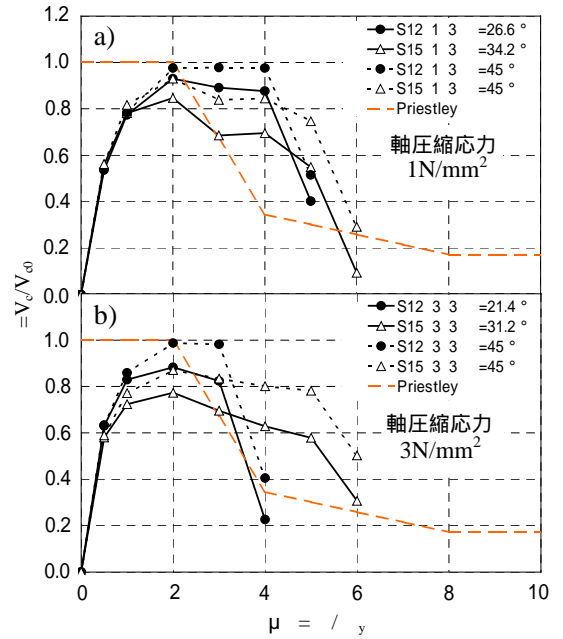 a)
S12 1 3 =26.6 °
S15 1 3 =34.2 °
S12 1 3 =45 °
S15 1 3 =45 °
Priestley
軸圧縮応力
1N/mm²
1.2
1.0
0.8
0.6
0.4
0.2
0.0
b)
S12 3 3 =21.4 °
S15 3 3 =31.2 °
S12 3 3 =45 °
S15 3 3 =45 °
Priestley
軸圧縮応力
3N/mm²
1.0
0.8
0.6
0.4
0.2
0.0
=Vc/Vc0
0 2 4 6 8 10
μ = / y